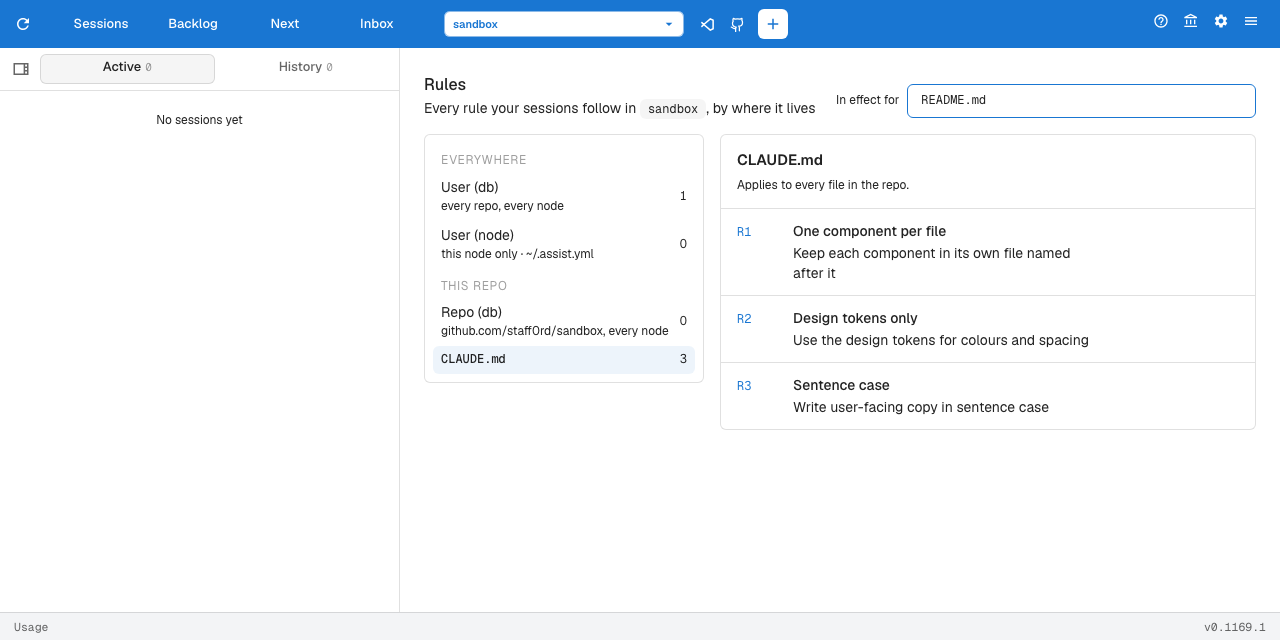 Sessions
Backlog
Next
Inbox
sandbox
Active 0
History 0
No sessions yet
Rules
Every rule your sessions follow in sandbox, by where it lives
In effect for
README.md
EVERYWHERE
User (db)
every repo, every node
1
User (node)
this node only · ~/.assist.yml
0
THIS REPO
Repo (db)
github.com/staff0rd/sandbox, every node
0
CLAUDE.md
3
CLAUDE.md
Applies to every file in the repo.
R1
One component per file
Keep each component in its own file named
after it
R2
Design tokens only
Use the design tokens for colours and spacing
R3
Sentence case
Write user-facing copy in sentence case
Usage
v0.1169.1